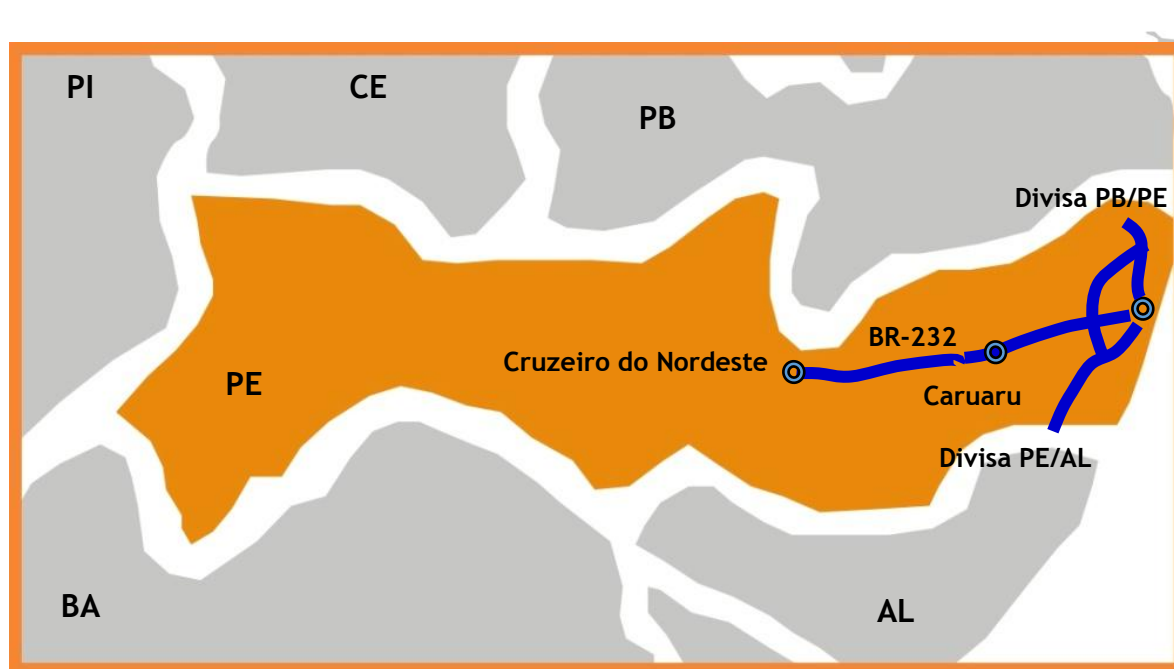 PI
CE
PB
Divisa PB/PE
BR-232
Cruzeiro do Nordeste
PE
Caruaru
Divisa PE/AL
BA
AL